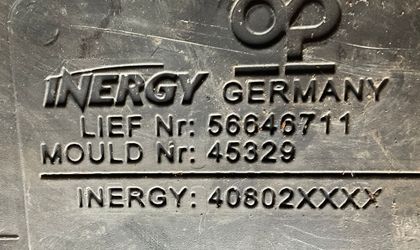 INERGY GERMANY
LIEF Nr: 56646711
MOULD Nr: 45329
INERGY: 40802XXXX